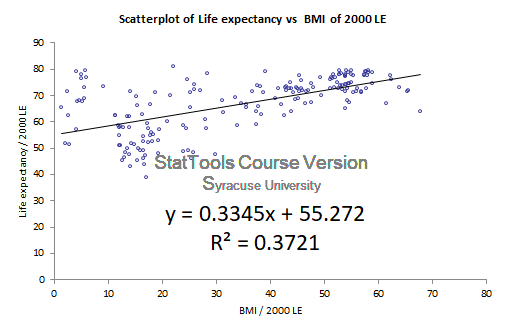 Scatterplot of Life expectancy vs BMI of 2000 LE
90
80
70
60
50
40
30
20
10
0
Life expectancy / 2000 LE
StatTools Course Version
Syracuse University
y = 0.3345x + 55.272
R² = 0.3721
0 10 20 30 40 50 60 70 80
BMI / 2000 LE